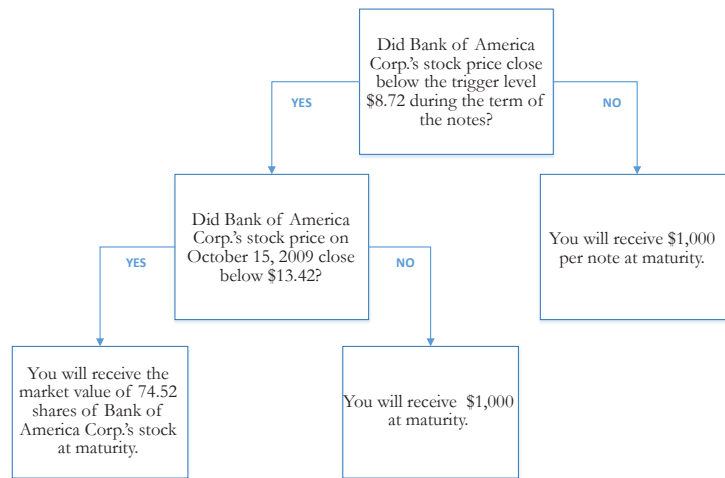 Did Bank of America
Corp.'s stock price close
below the trigger level
$8.72 during the term of
the notes?
YES
NO
Did Bank of America
Corp.'s stock price on
October 15, 2009 close
below $13.42?
You will receive $1,000
per note at maturity.
YES
NO
You will receive the
market value of 74.52
shares of Bank of
America Corp.'s stock
at maturity.
You will receive $1,000
at maturity.